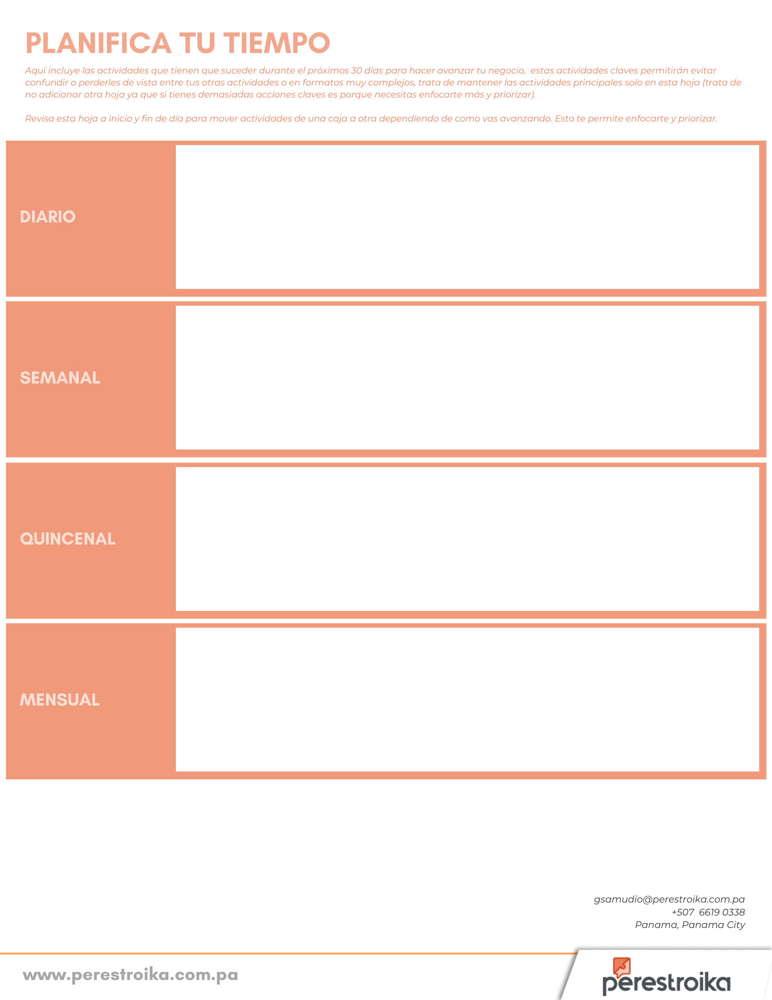 PLANIFICA TU TIEMPO
Aquí incluye las actividades que tienen que suceder durante el próximos 30 días para hacer avanzar tu negocio,  estas actividades claves permitirán evitar
confundir o perderles de vista entre tus otras actividades o en formatos muy complejos, trata de mantener las actividades principales solo en esta hoja (trata de
no adicionar otra hoja ya que si tienes demasiadas acciones claves es porque necesitas enfocarte más y priorizar).
Revisa esta hoja a inicio y fin de día para mover actividades de una caja a otra dependiendo de como vas avanzando. Esto te permite enfocarte y priorizar.
DIARIO
SEMANAL
QUINCENAL
MENSUAL
gsamudio@perestroika.com.pa
+507  6619 0338
Panama, Panama City
www.perestroika.com.pa
perestroika